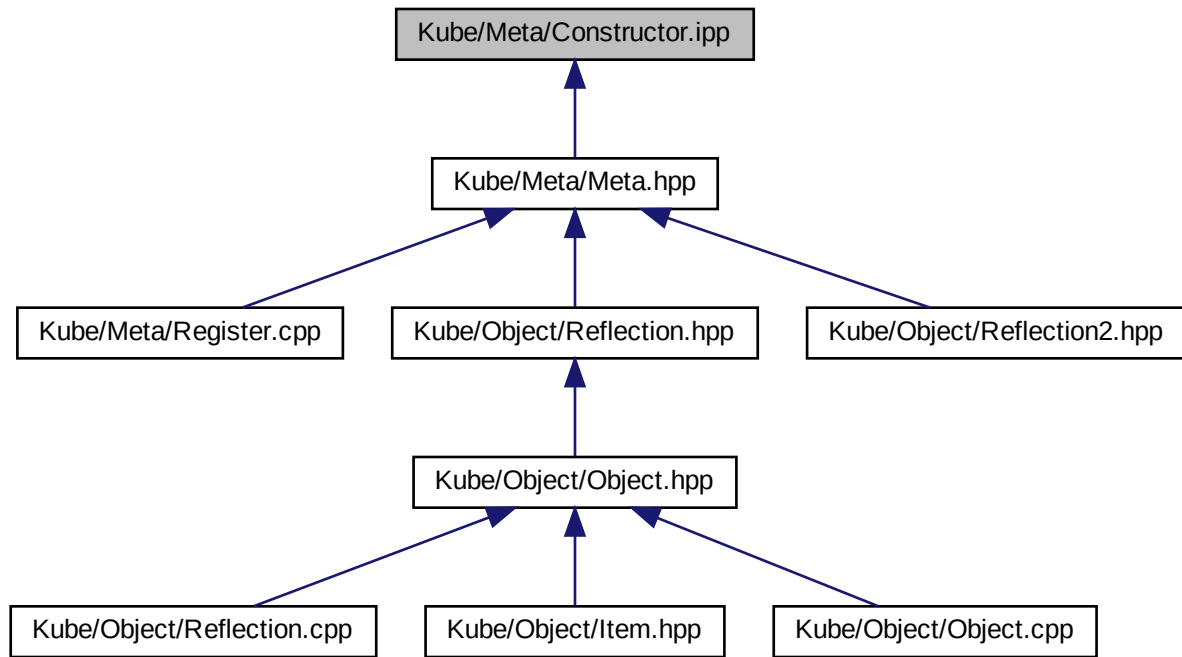 Kube/Meta/Constructor.ipp
Kube/Meta/Meta.hpp
Kube/Meta/Register.cpp
Kube/Object/Reflection.hpp
Kube/Object/Reflection2.hpp
Kube/Object/Object.hpp
Kube/Object/Reflection.cpp
Kube/Object/Item.hpp
Kube/Object/Object.cpp